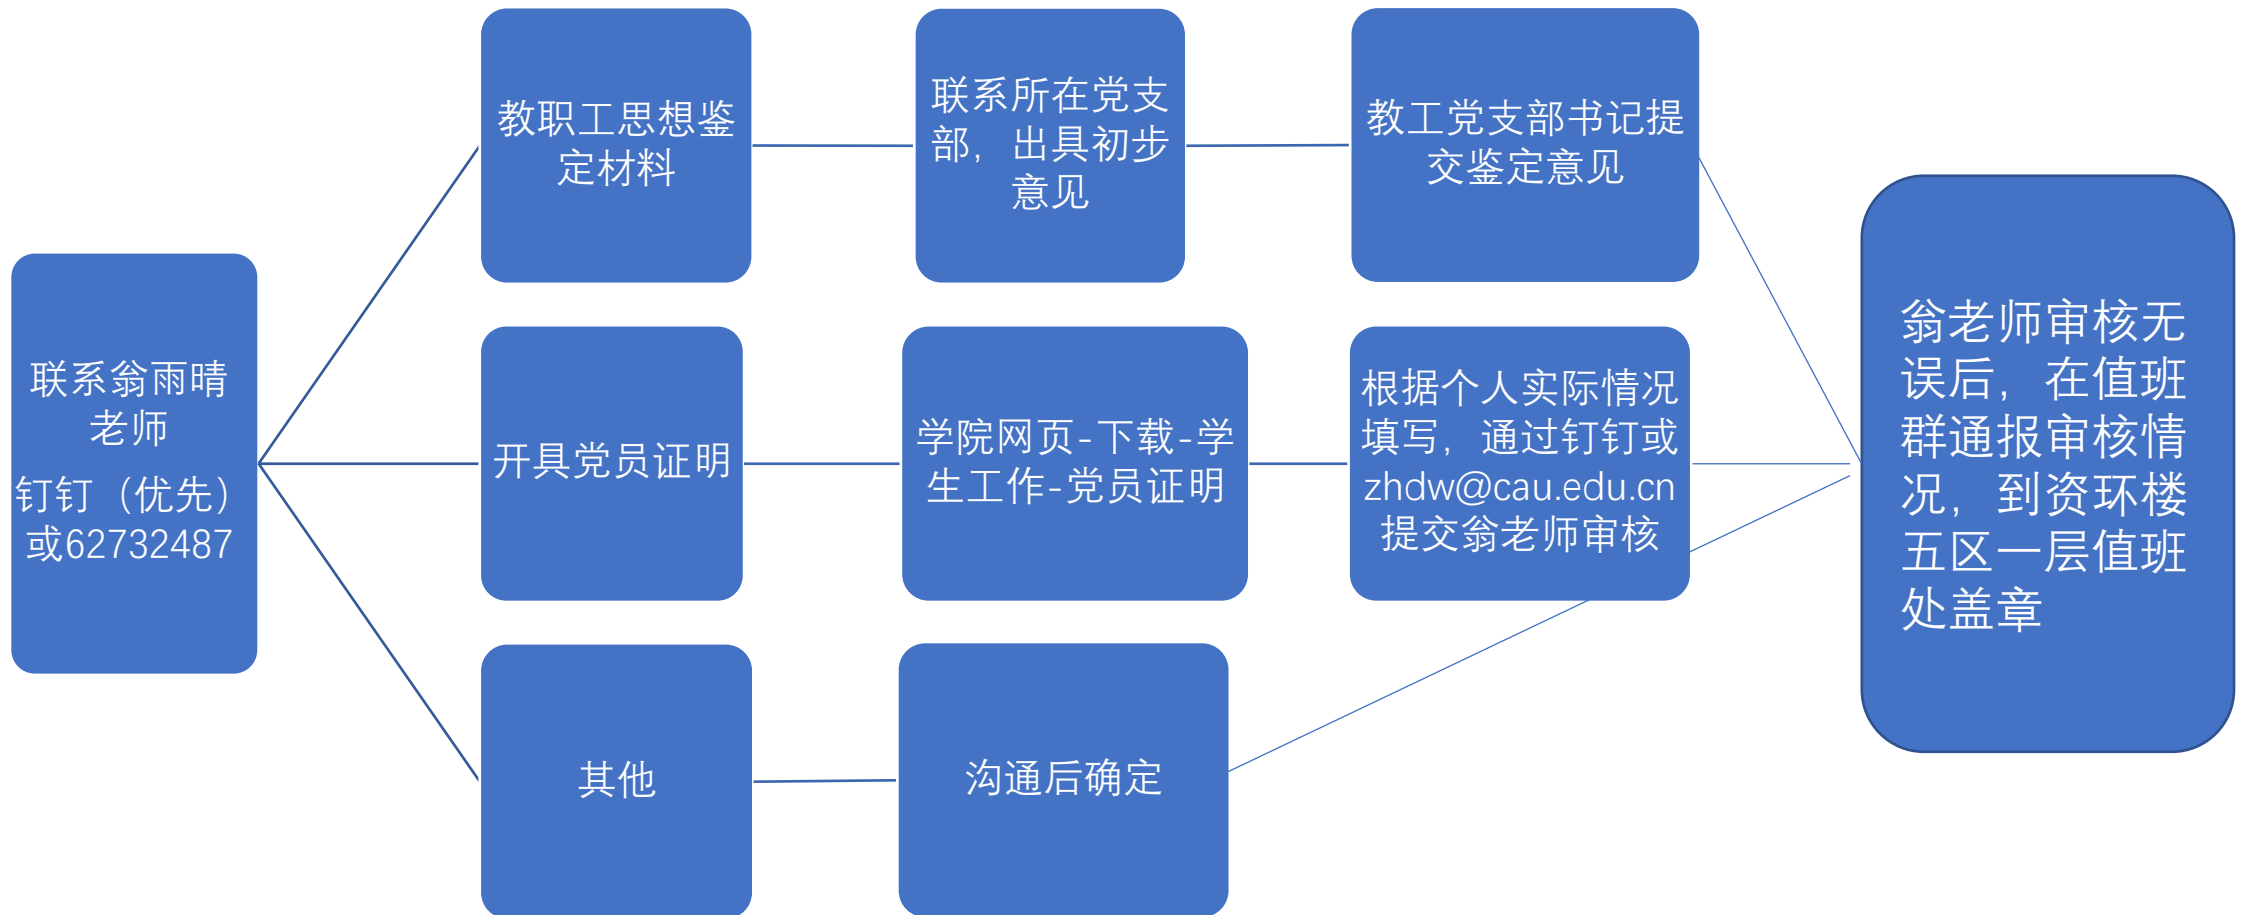 联系翁雨晴
老师
钉钉（优先）
或62732487
教职工思想鉴
定材料
联系所在党支
部，出具初步
意见
教工党支部书记提
交鉴定意见
开具党员证明
学院网页-下载-学
生工作-党员证明
根据个人实际情况
填写，通过钉钉或
zhdw@cau.edu.cn
提交翁老师审核
其他
沟通后确定
翁老师审核无
误后，在值班
群通报审核情
况，到资环楼
五区一层值班
处盖章